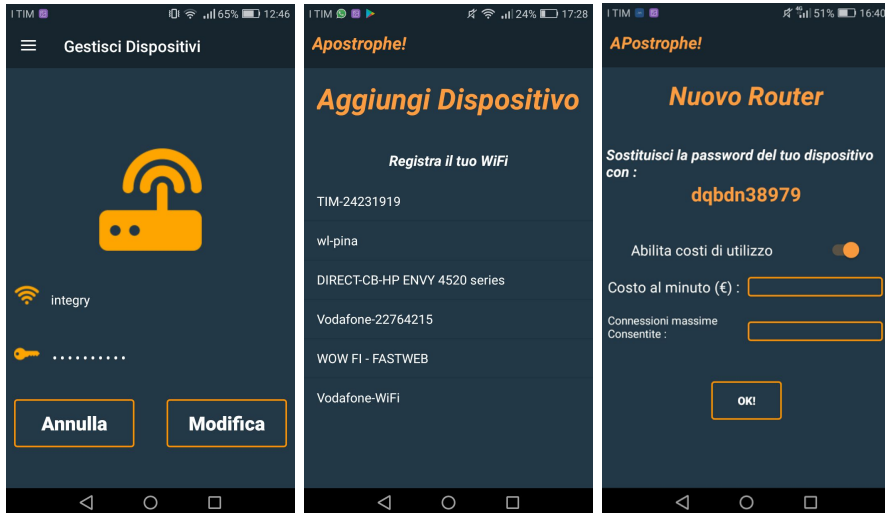 I TIM 65% 12:46
Gestisci Dispositivi
integry
..........
Annulla
Modifica
I TIM 24% 17:28
Apostrophe!
Aggiungi Dispositivo
Registra il tuo WiFi
TIM-24231919
wl-pina
DIRECT-CB-HP ENVY 4520 series
Vodafone-22764215
WOW FI - FASTWEB
Vodafone-WiFi
I TIM 4G 51% 16:40
APostrophe!
Nuovo Router
Sostituisci la password del tuo dispositivo
con :
dqbdn38979
Abilita costi di utilizzo
Costo al minuto (€) :
Connessioni massime
Consentite :
OK!